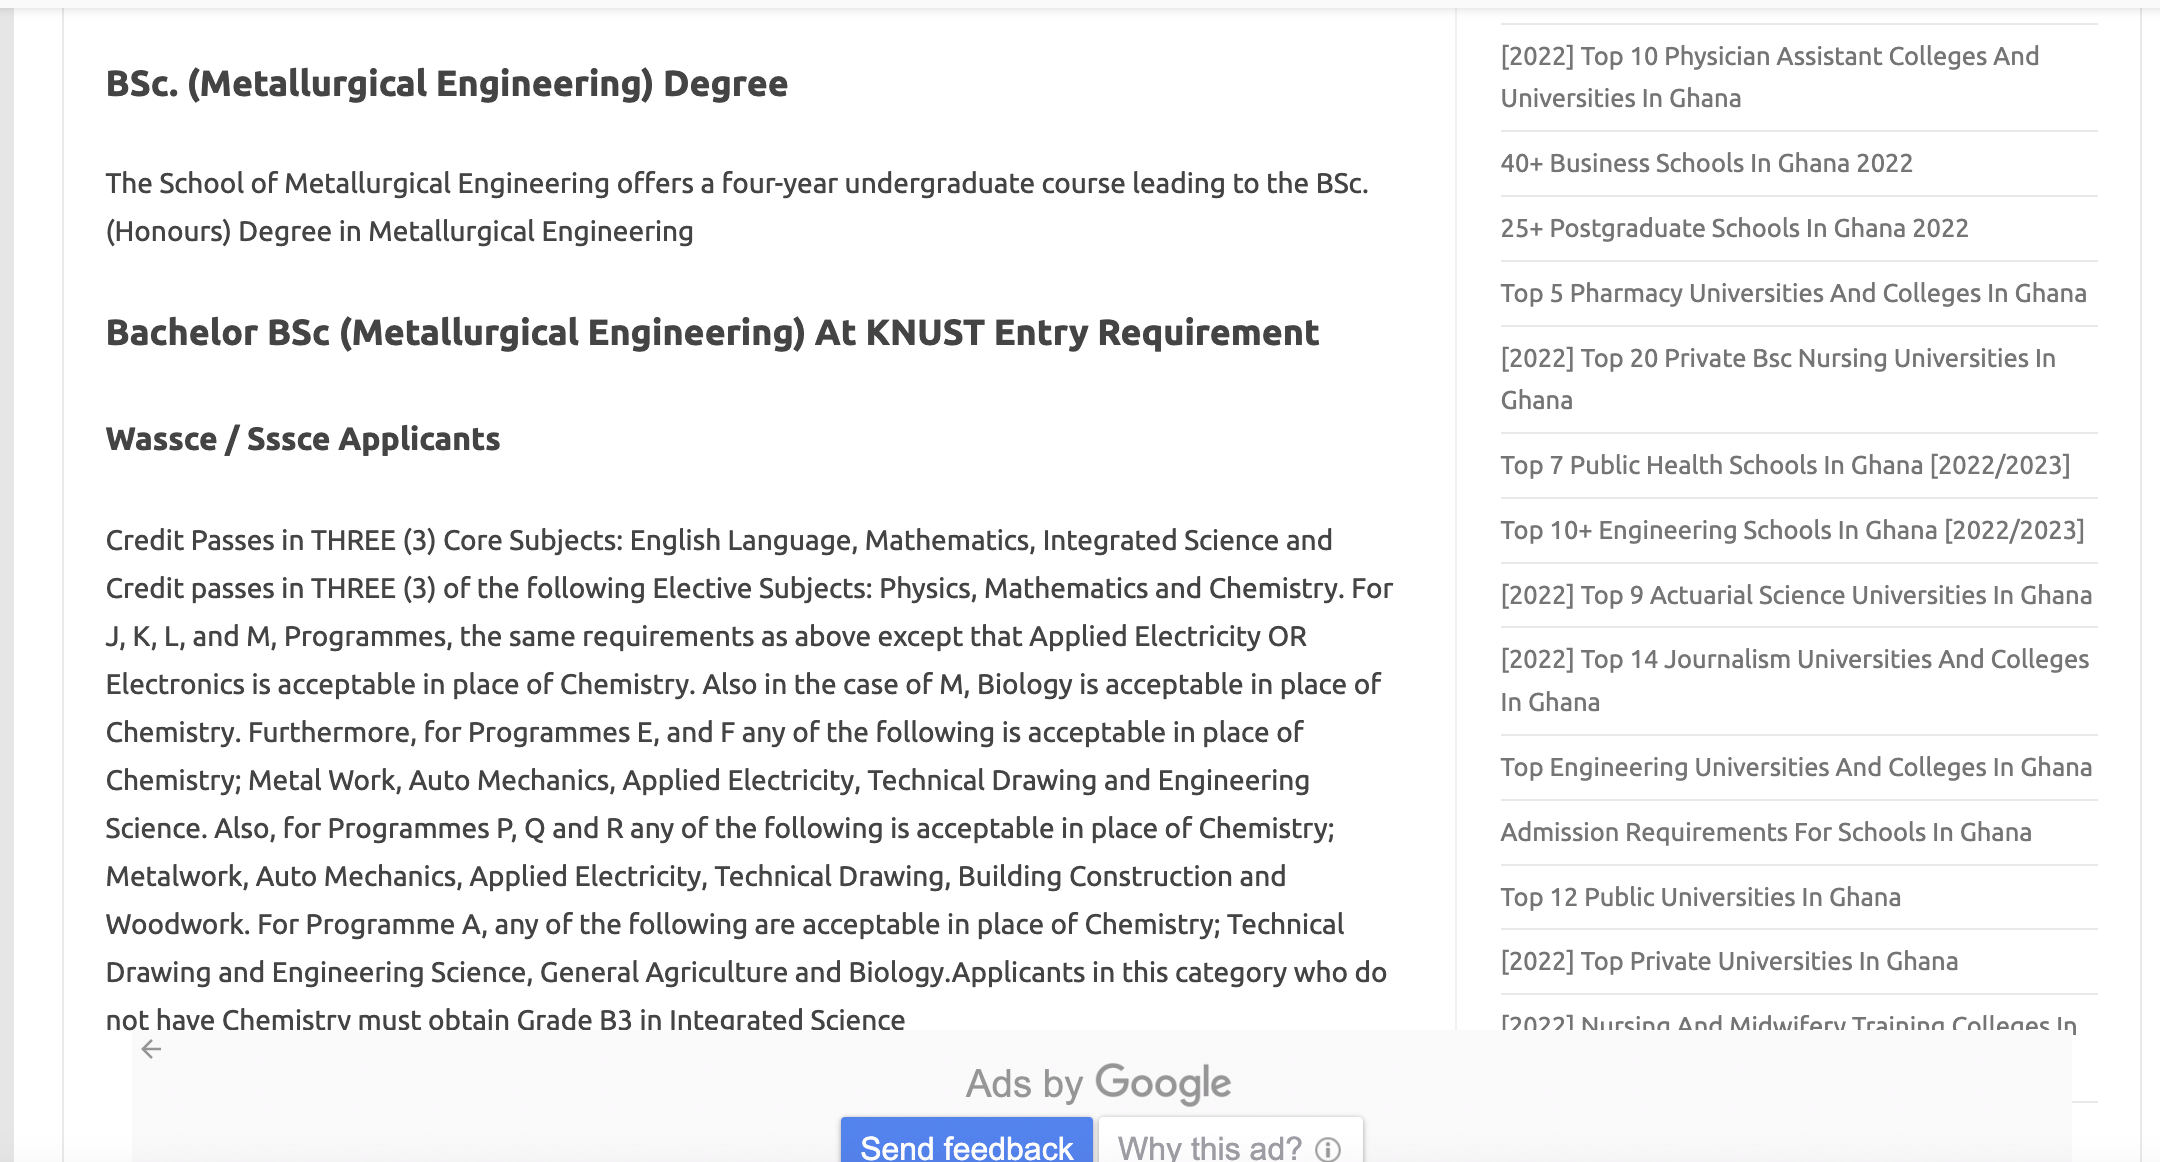 BSc. (Metallurgical Engineering) Degree
The School of Metallurgical Engineering offers a four-year undergraduate course leading to the BSc.
(Honours) Degree in Metallurgical Engineering
Bachelor BSc (Metallurgical Engineering) At KNUST Entry Requirement
Wassce / Sssce Applicants
Credit Passes in THREE (3) Core Subjects: English Language, Mathematics, Integrated Science and
Credit passes in THREE (3) of the following Elective Subjects: Physics, Mathematics and Chemistry. For
J, K, L, and M, Programmes, the same requirements as above except that Applied Electricity OR
Electronics is acceptable in place of Chemistry. Also in the case of M, Biology is acceptable in place of
Chemistry. Furthermore, for Programmes E, and F any of the following is acceptable in place of
Chemistry; Metal Work, Auto Mechanics, Applied Electricity, Technical Drawing and Engineering
Science. Also, for Programmes P, Q and R any of the following is acceptable in place of Chemistry;
Metalwork, Auto Mechanics, Applied Electricity, Technical Drawing, Building Construction and
Woodwork. For Programme A, any of the following are acceptable in place of Chemistry; Technical
Drawing and Engineering Science, General Agriculture and Biology.Applicants in this category who do
not have Chemistry must obtain Grade B3 in Integrated Science
[2022] Top 10 Physician Assistant Colleges And
Universities In Ghana
40+ Business Schools In Ghana 2022
25+ Postgraduate Schools In Ghana 2022
Top 5 Pharmacy Universities And Colleges In Ghana
[2022] Top 20 Private Bsc Nursing Universities In
Ghana
Top 7 Public Health Schools In Ghana [2022/2023]
Top 10+ Engineering Schools In Ghana [2022/2023]
[2022] Top 9 Actuarial Science Universities In Ghana
[2022] Top 14 Journalism Universities And Colleges
In Ghana
Top Engineering Universities And Colleges In Ghana
Admission Requirements For Schools In Ghana
Top 12 Public Universities In Ghana
[2022] Top Private Universities In Ghana
[2022] Nursing And Midwifery Training Colleges In
Ads by Google
Send feedback
Why this ad?